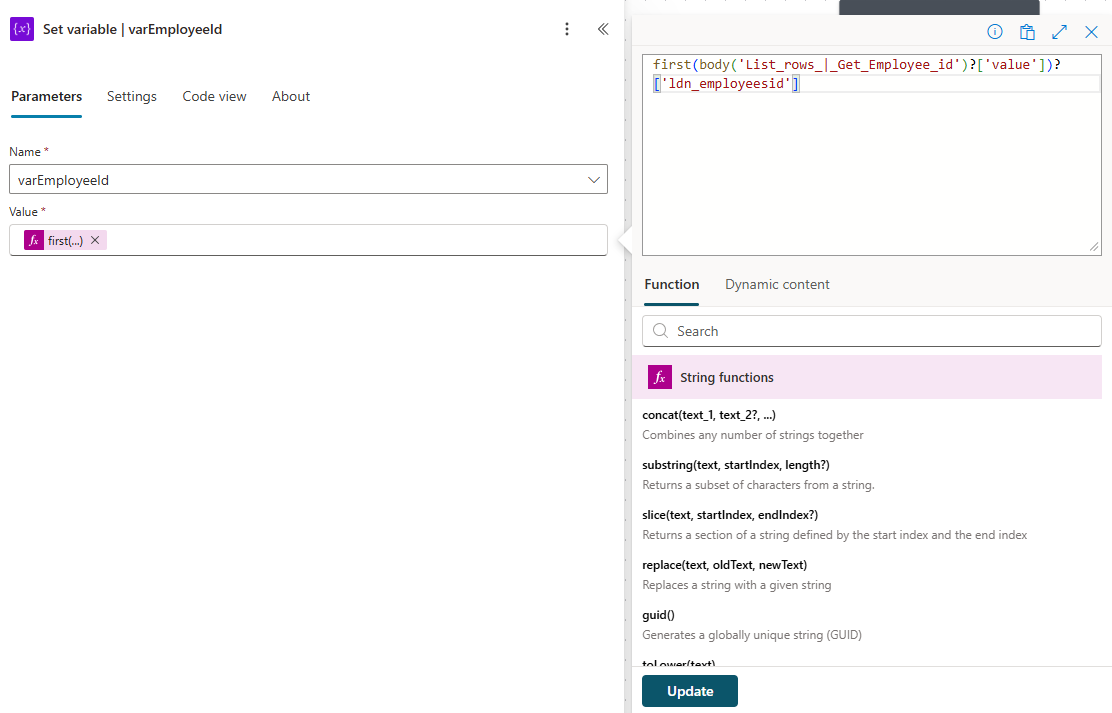 {x} Set variable | varEmployeeId
Parameters Settings Code view About
Name *
varEmployeeId
Value *
fx first(...)
first(body('List_rows_|_Get_Employee_id')?['value'])?
['ldn_employeesid']
Function Dynamic content
Search
fx String functions
concat(text_1, text_2?, ...)
Combines any number of strings together
substring(text, startIndex, length?)
Returns a subset of characters from a string.
slice(text, startIndex, endIndex?)
Returns a section of a string defined by the start index and the end index
replace(text, oldText, newText)
Replaces a string with a given string
guid()
Generates a globally unique string (GUID)
toLower(text)
Update